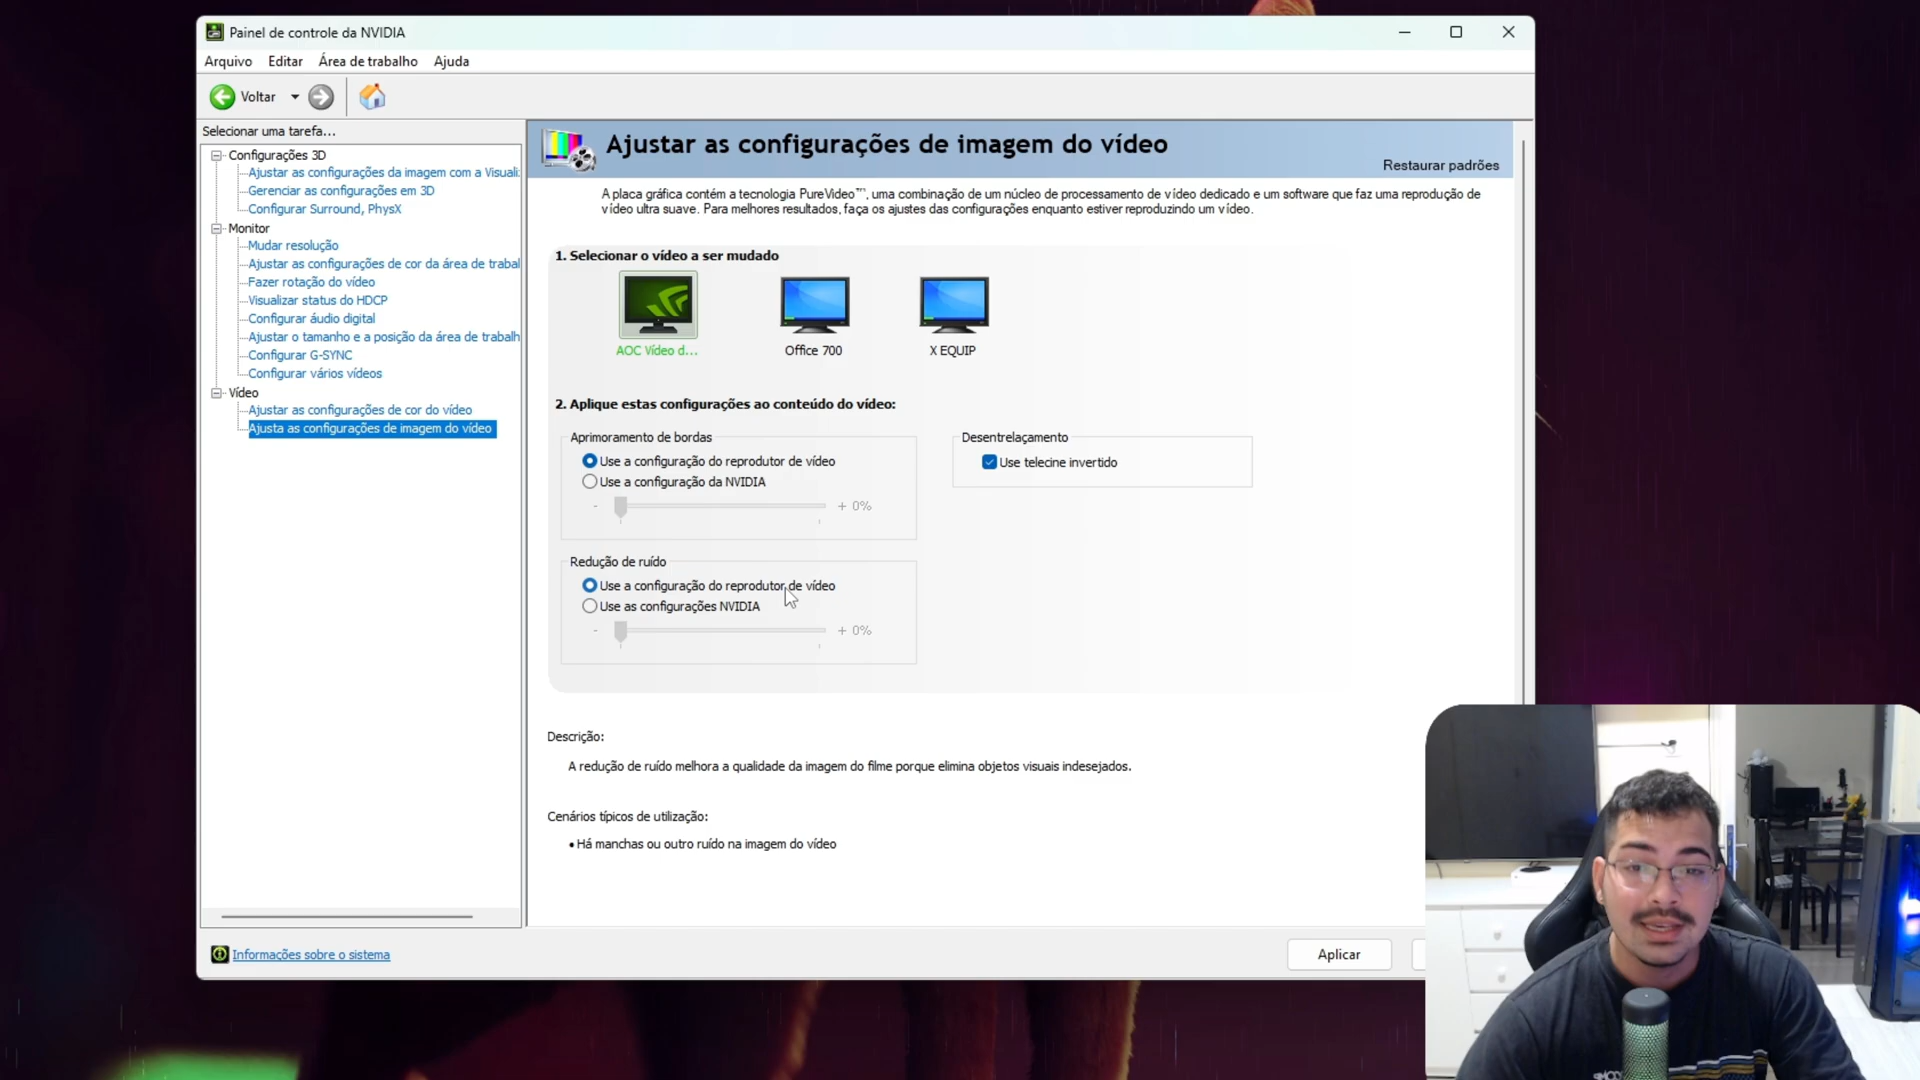 Painel de controle da NVIDIA
Arquivo Editar Área de trabalho Ajuda
Voltar
Selecionar uma tarefa...
Configurações 3D
Ajustar as configurações da imagem com a Visuali
Gerenciar as configurações em 3D
Configurar Surround, PhysX
Monitor
Mudar resolução
Ajustar as configurações de cor da área de trabal
Fazer rotação do vídeo
Visualizar status do HDCP
Configurar áudio digital
Ajustar o tamanho e a posição da área de trabalh
Configurar G-SYNC
Configurar vários vídeos
Vídeo
Ajustar as configurações de cor do vídeo
Ajusta as configurações de imagem do vídeo
Informações sobre o sistema
Ajustar as configurações de imagem do vídeo
Restaurar padrões
A placa gráfica contém a tecnologia PureVideo™, uma combinação de um núcleo de processamento de vídeo dedicado e um software que faz uma reprodução de
vídeo ultra suave. Para melhores resultados, faça os ajustes das configurações enquanto estiver reproduzindo um vídeo.
1. Selecionar o vídeo a ser mudado
AOC Vídeo d... Office 700 X EQUIP
2. Aplique estas configurações ao conteúdo do vídeo:
Aprimoramento de bordas
Use a configuração do reprodutor de vídeo
Use a configuração da NVIDIA
- + 0%
Desentrelaçamento
Use telecine invertido
Redução de ruído
Use a configuração do reprodutor de vídeo
Use as configurações NVIDIA
- + 0%
Descrição:
A redução de ruído melhora a qualidade da imagem do filme porque elimina objetos visuais indesejados.
Cenários típicos de utilização:
• Há manchas ou outro ruído na imagem do vídeo
Aplicar